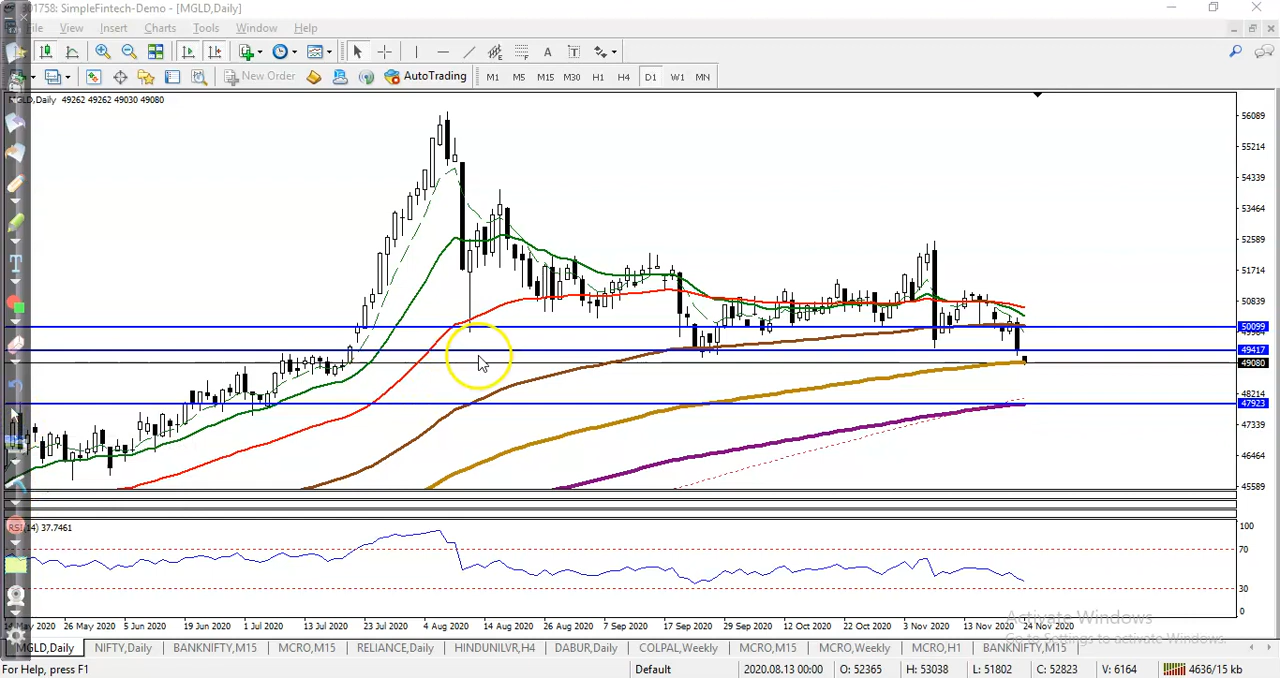 301758: SimpleFintech-Demo - [MGLD,Daily]
File View Insert Charts Tools Window Help
New Order AutoTrading M1 M5 M15 M30 H1 H4 D1 W1 MN
MGLD,Daily 49262 49262 49030 49080
56089
55214
54339
53464
52589
51714
50839
50099
49417
49080
48214
47923
47339
46464
45589
RSI(14) 37.7461
100
70
30
0
14 May 2020 26 May 2020 5 Jun 2020 19 Jun 2020 1 Jul 2020 13 Jul 2020 23 Jul 2020 4 Aug 2020 14 Aug 2020 26 Aug 2020 7 Sep 2020 17 Sep 2020 29 Sep 2020 12 Oct 2020 22 Oct 2020 3 Nov 2020 13 Nov 2020 24 Nov 2020
Activate Windows
Go to Settings to activate Windows.
MGLD,Daily NIFTY,Daily BANKNIFTY,M15 MCRO,M15 RELIANCE,Daily HINDUNILVR,H4 DABUR,Daily COLPAL,Weekly MCRO,M15 MCRO,Weekly MCRO,H1 BANKNIFTY,M15
For Help, press F1 Default 2020.08.13 00:00 O: 52365 H: 53038 L: 51802 C: 52823 V: 6164 4636/15 kb